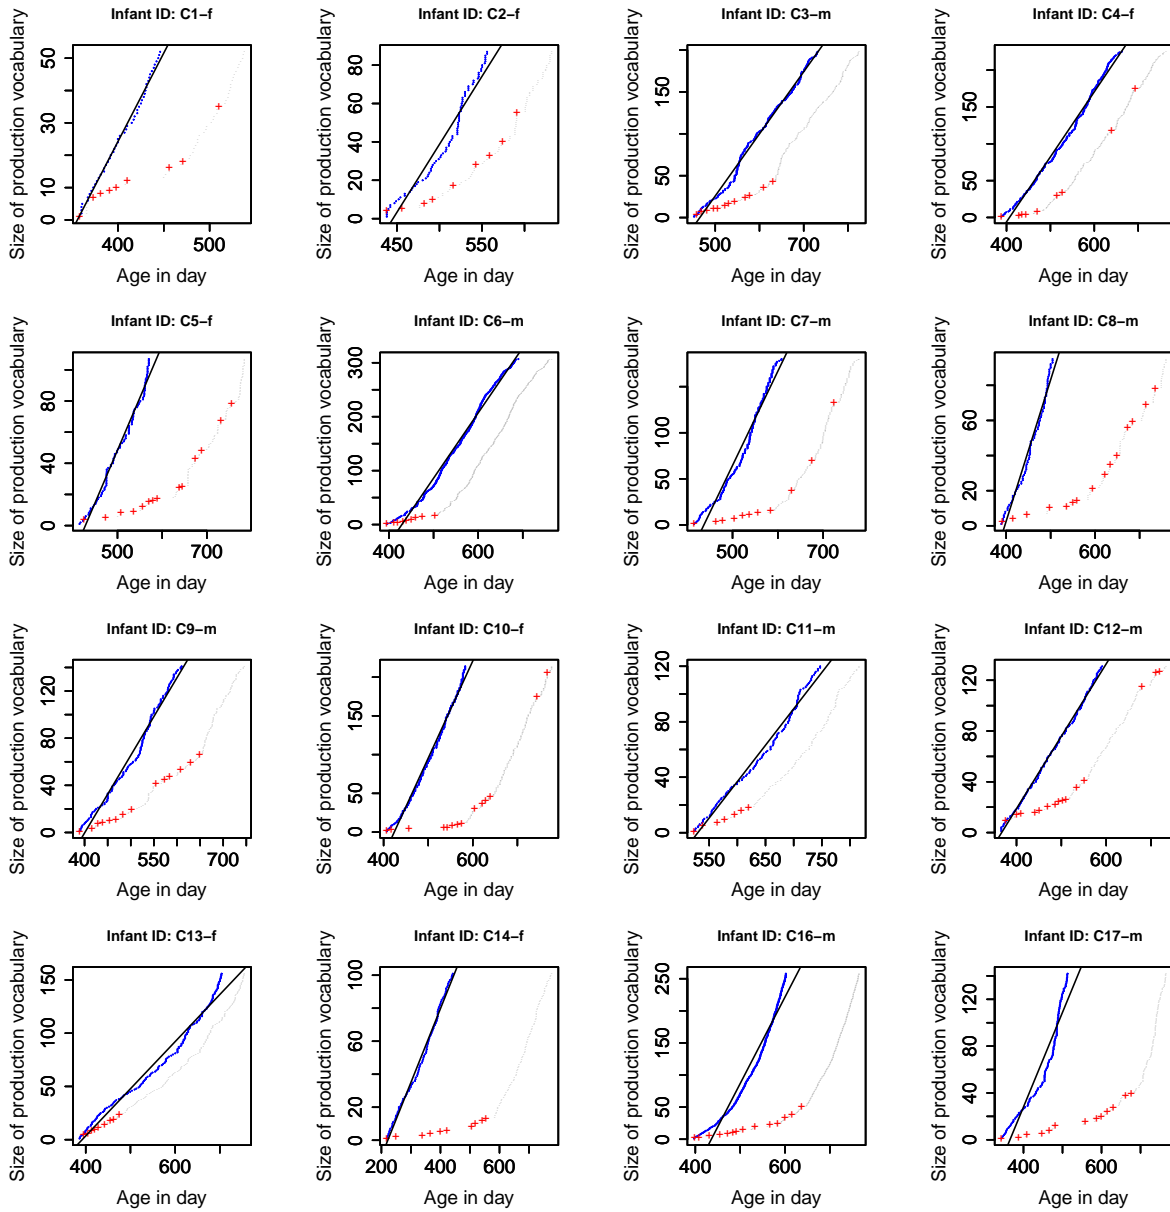 Infant ID: C1−f
Infant ID: C2−f
Infant ID: C3−m
Infant ID: C4−f
Size of production vocabulary
0 10 30 50
400 500
Age in day
Size of production vocabulary
0 20 40 60 80
450 550
Age in day
Size of production vocabulary
0 50 150
500 700
Age in day
Size of production vocabulary
0 50 150
400 600
Age in day
Infant ID: C5−f
Infant ID: C6−m
Infant ID: C7−m
Infant ID: C8−m
Size of production vocabulary
0 40 80
500 700
Age in day
Size of production vocabulary
0 100 200 300
400 600
Age in day
Size of production vocabulary
0 50 100
500 700
Age in day
Size of production vocabulary
0 20 60
400 600
Age in day
Infant ID: C9−m
Infant ID: C10−f
Infant ID: C11−m
Infant ID: C12−m
Size of production vocabulary
0 40 80 140
400 550 700
Age in day
Size of production vocabulary
0 50 150
400 600
Age in day
Size of production vocabulary
0 40 80 120
550 650 750
Age in day
Size of production vocabulary
0 40 80 120
400 600
Age in day
Infant ID: C13−f
Infant ID: C14−f
Infant ID: C16−m
Infant ID: C17−m
Size of production vocabulary
0 50 100 150
400 600
Age in day
Size of production vocabulary
0 20 40 60 80 100
200 400 600
Age in day
Size of production vocabulary
0 50 150 250
400 600
Age in day
Size of production vocabulary
0 40 80 120
400 600
Age in day